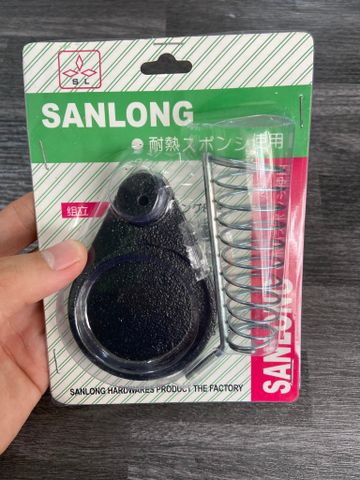 S L
SANLONG
耐熱スポンジ使用
組立
SANLONG
SANLONG HARDWARES PRODUCT THE FACTORY